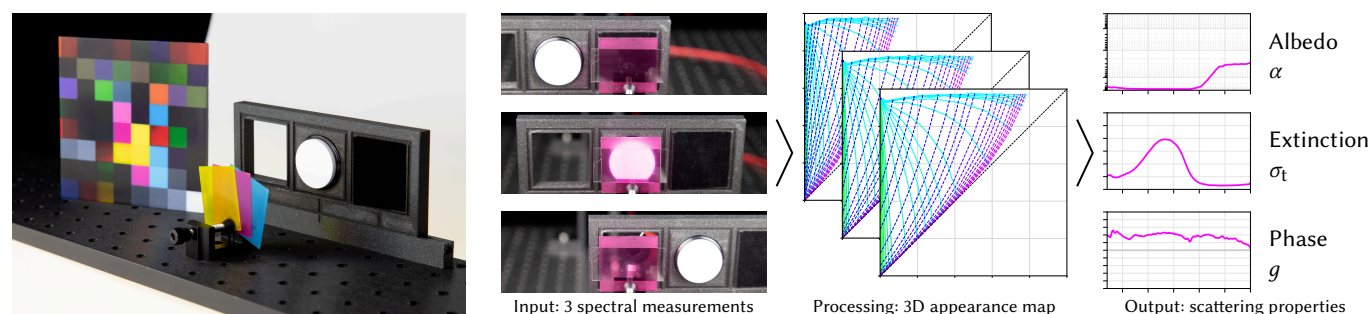 Albedo
α
Extinction
σt
Phase
g
Input: 3 spectral measurements
Processing: 3D appearance map
Output: scattering properties